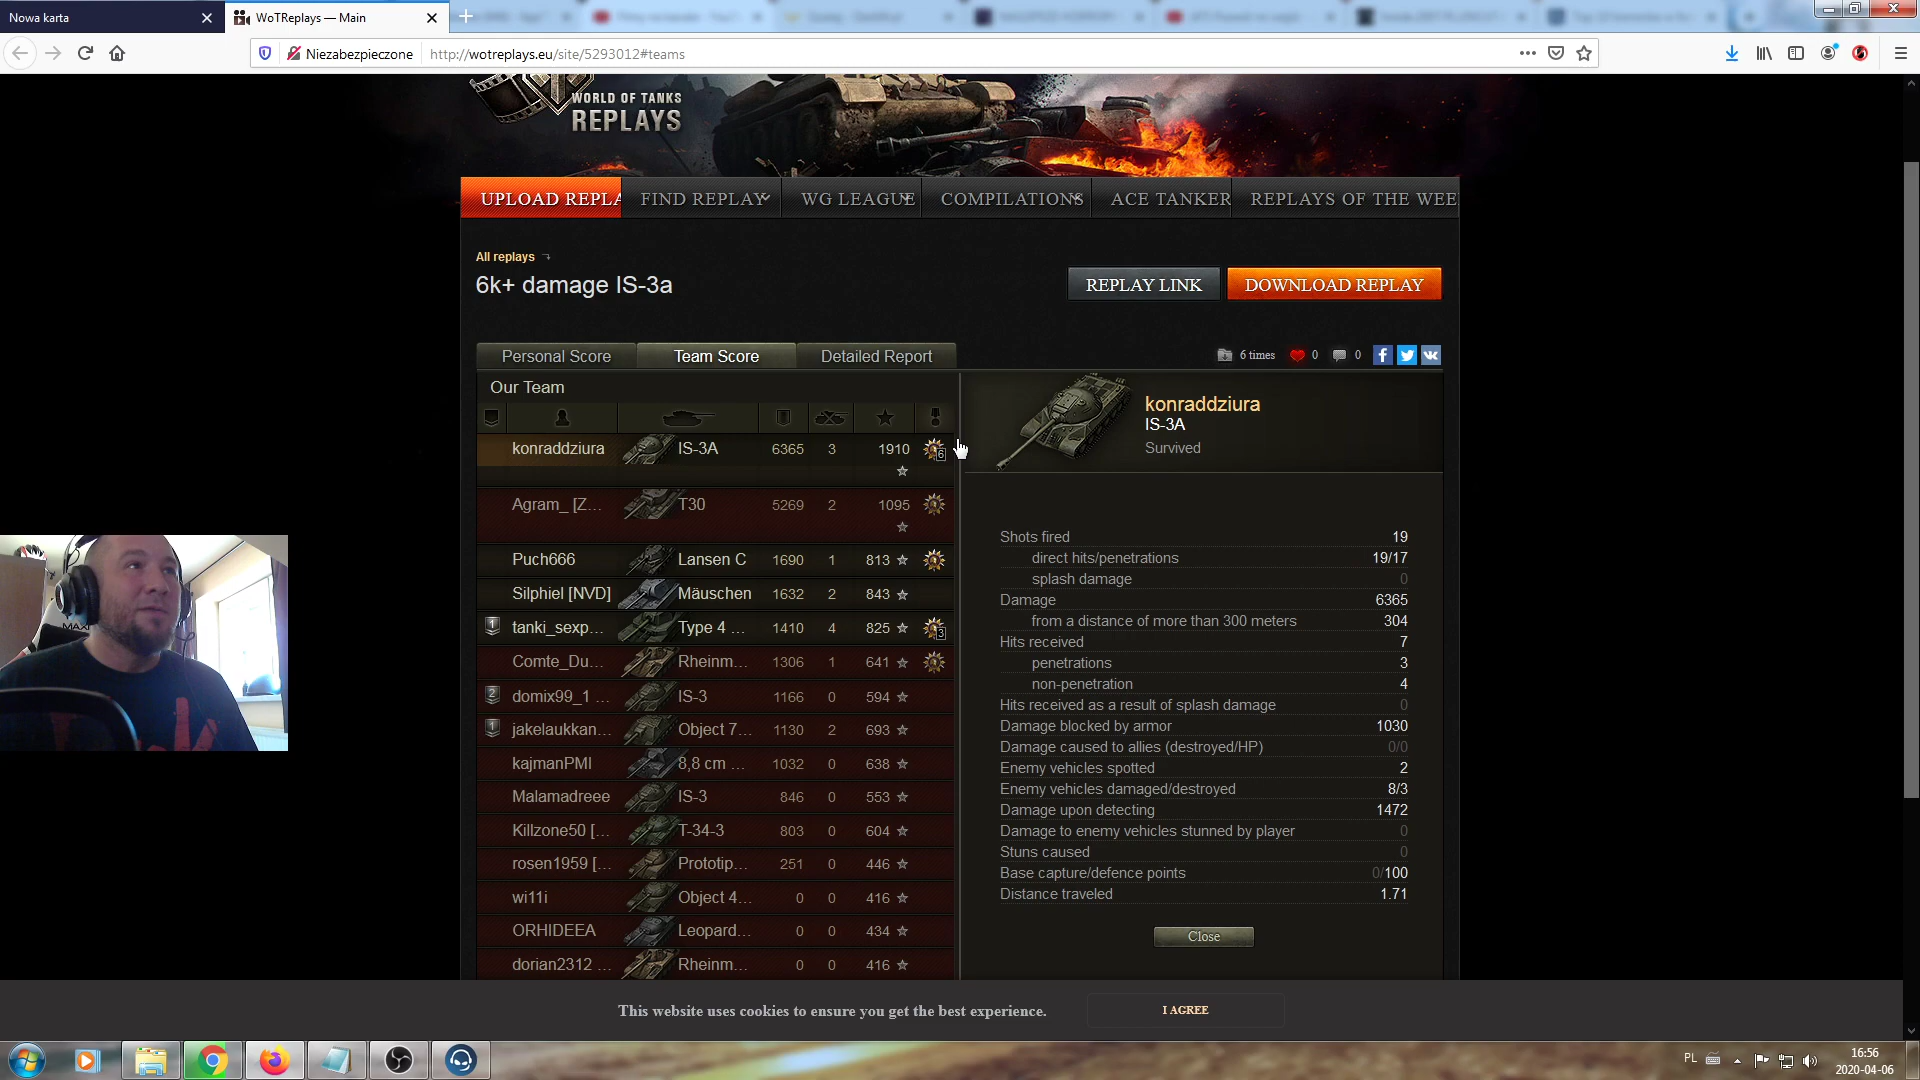 Nowa karta
WoTReplays — Main
Niezabezpieczone
http://wotreplays.eu/site/5293012#teams
WORLD OF TANKS
REPLAYS
UPLOAD REPLA
FIND REPLAY
WG LEAGUE
COMPILATIONS
ACE TANKER
REPLAYS OF THE WEE
All replays
6k+ damage IS-3a
REPLAY LINK
DOWNLOAD REPLAY
Personal Score
Team Score
Detailed Report
6 times
0
0
Our Team
konraddziura IS-3A 6365 3 1910 6
Agram_ [Z... T30 5269 2 1095
Puch666 Lansen C 1690 1 813
Silphiel [NVD] Mäuschen 1632 2 843
1 tanki_sexp... Type 4 ... 1410 4 825 3
Comte_Du... Rheinm... 1306 1 641
2 domix99_1 ... IS-3 1166 0 594
1 jakelaukkan... Object 7... 1130 2 693
kajmanPMI 8,8 cm ... 1032 0 638
Malamadreee IS-3 846 0 553
Killzone50 [... T-34-3 803 0 604
rosen1959 [... Prototip... 251 0 446
wi11i Object 4... 0 0 416
ORHIDEEA Leopard... 0 0 434
dorian2312 ... Rheinm... 0 0 416
konraddziura
IS-3A
Survived
Shots fired 19
direct hits/penetrations 19/17
splash damage 0
Damage 6365
from a distance of more than 300 meters 304
Hits received 7
penetrations 3
non-penetration 4
Hits received as a result of splash damage 0
Damage blocked by armor 1030
Damage caused to allies (destroyed/HP) 0/0
Enemy vehicles spotted 2
Enemy vehicles damaged/destroyed 8/3
Damage upon detecting 1472
Damage to enemy vehicles stunned by player 0
Stuns caused 0
Base capture/defence points 0/100
Distance traveled 1.71
Close
This website uses cookies to ensure you get the best experience.
I AGREE
PL
16:56
2020-04-06